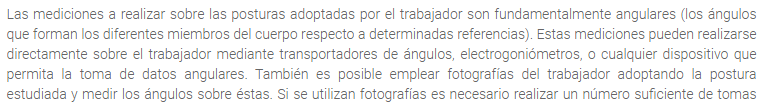 Las mediciones a realizar sobre las posturas adoptadas por el trabajador son fundamentalmente angulares (los ángulos
que forman los diferentes miembros del cuerpo respecto a determinadas referencias). Estas mediciones pueden realizarse
directamente sobre el trabajador mediante transportadores de ángulos, electrogoniómetros, o cualquier dispositivo que
permita la toma de datos angulares. También es posible emplear fotografías del trabajador adoptando la postura
estudiada y medir los ángulos sobre éstas. Si se utilizan fotografías es necesario realizar un número suficiente de tomas